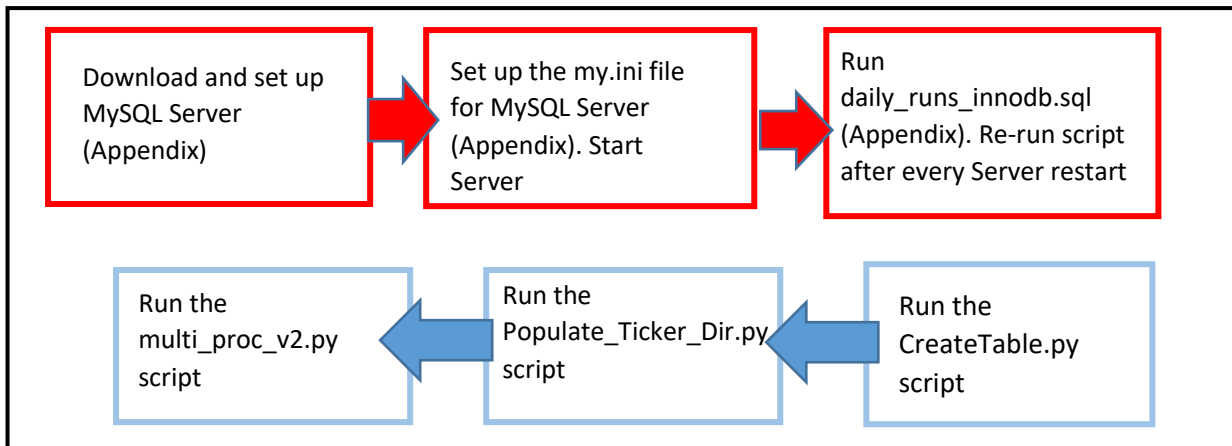 Download and set up
MySQL Server
(Appendix)
Set up the my.ini file
for MySQL Server
(Appendix). Start
Server
Run
daily_runs_innodb.sql
(Appendix). Re-run script
after every Server restart
Run the
multi_proc_v2.py
script
Run the
Populate_Ticker_Dir.py
script
Run the
CreateTable.py
script